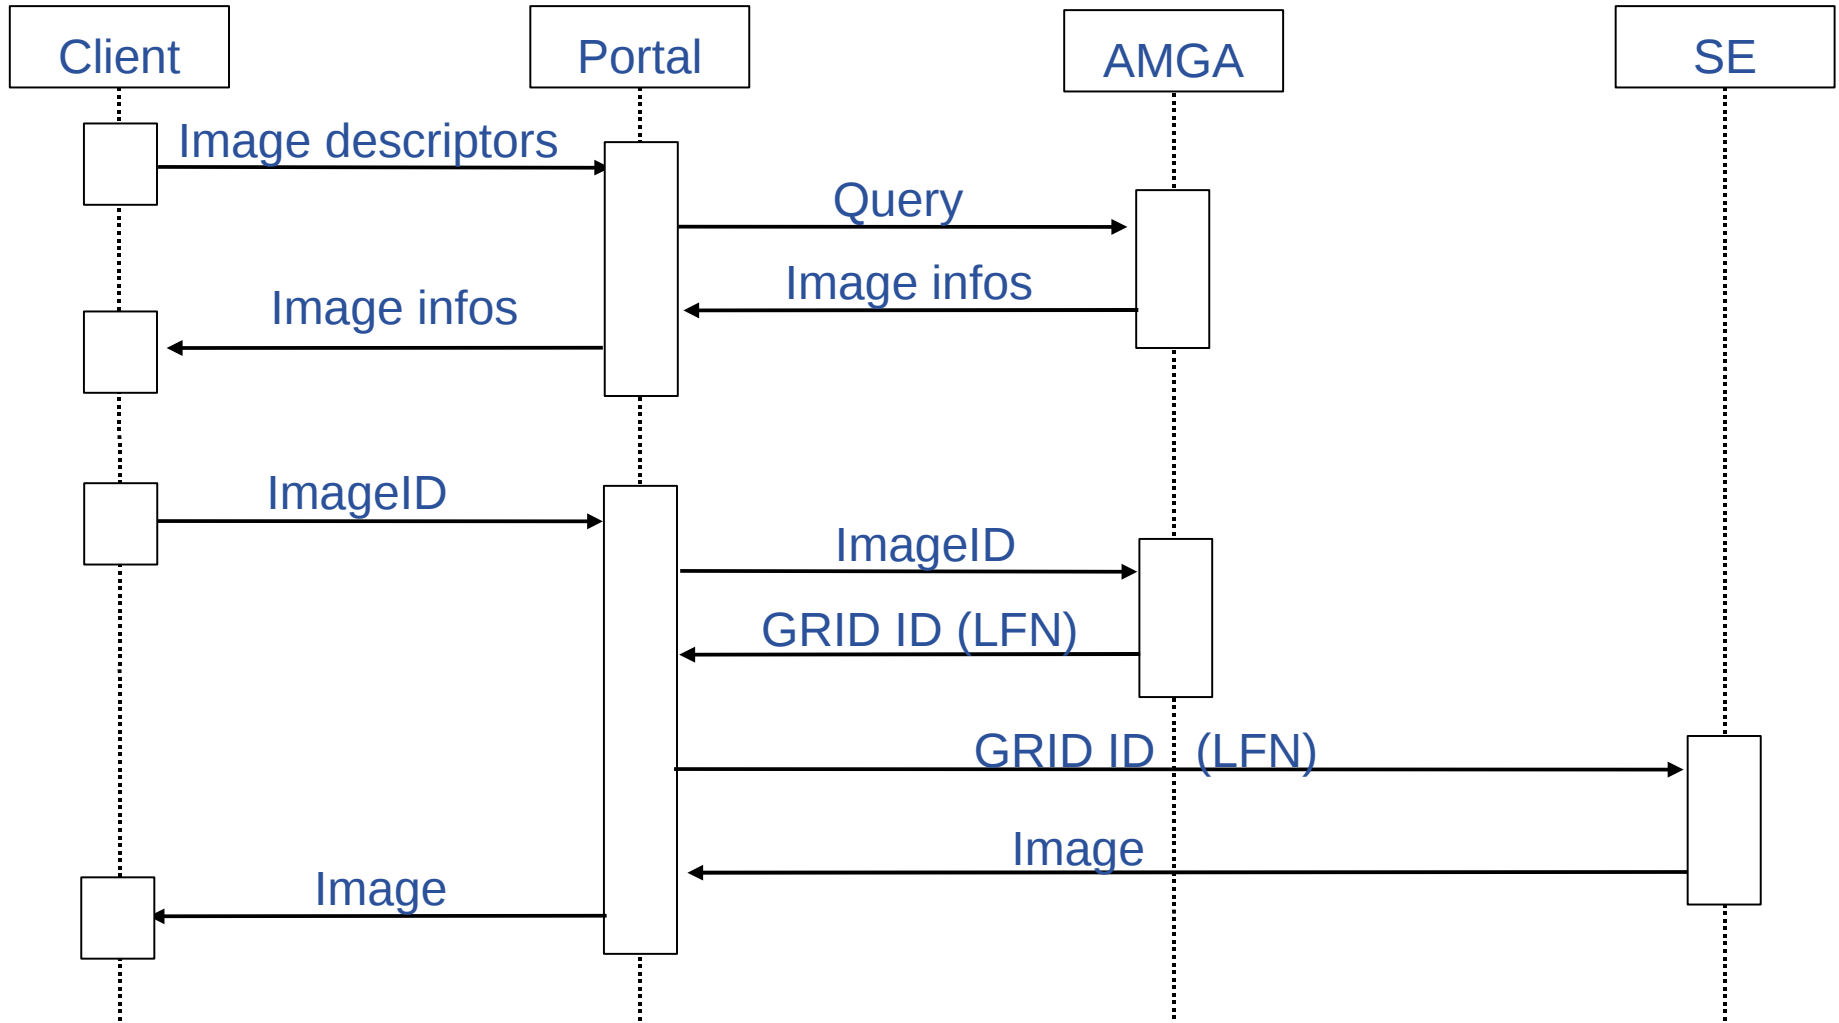 Client
Portal
AMGA
SE
Image descriptors
Query
Image infos
Image infos
ImageID
ImageID
GRID ID (LFN)
GRID ID (LFN)
Image
Image